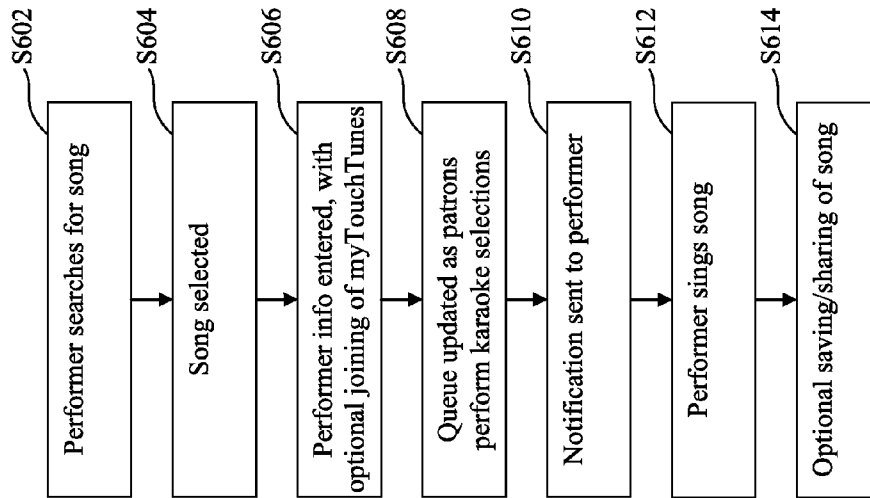 Performer searches for song
S602
Song selected
S604
Performer info entered, with
optional joining of myTouchTunes
S606
Queue updated as patrons
perform karaoke selections
S608
Notification sent to performer
S610
Performer sings song
S612
Optional saving/sharing of song
S614